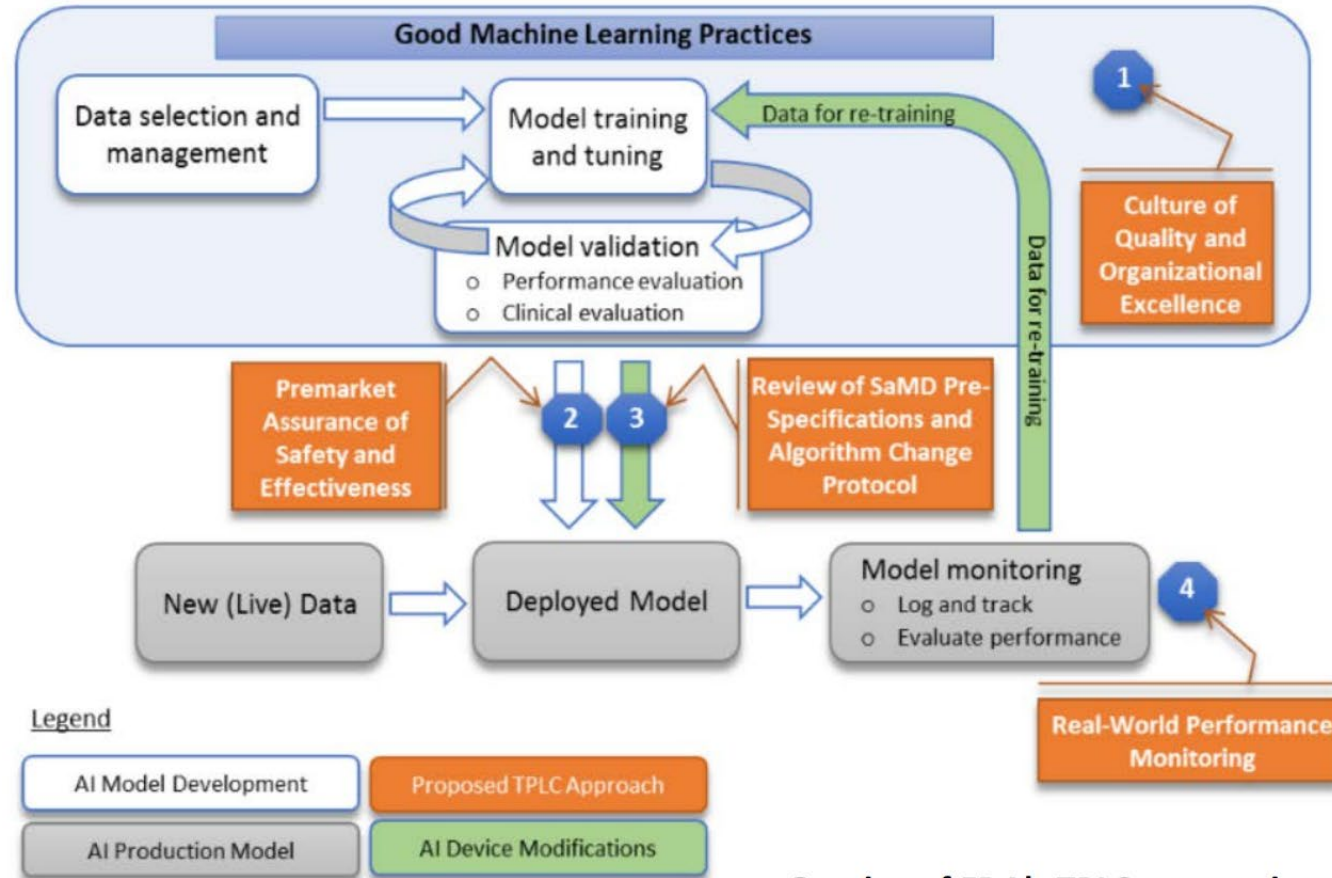 Good Machine Learning Practices
1
Data selection and
management
Model training
and tuning
Data for re-training
Data for re-training
Culture of
Quality and
Organizational
Excellence
Model validation
o Performance evaluation
o Clinical evaluation
Premarket
Assurance of
Safety and
Effectiveness
2
3
Review of SaMD Pre-
Specifications and
Algorithm Change
Protocol
New (Live) Data
Deployed Model
Model monitoring
o Log and track
o Evaluate performance
4
Real-World Performance
Monitoring
Legend
AI Model Development
Proposed TPLC Approach
AI Production Model
AI Device Modifications